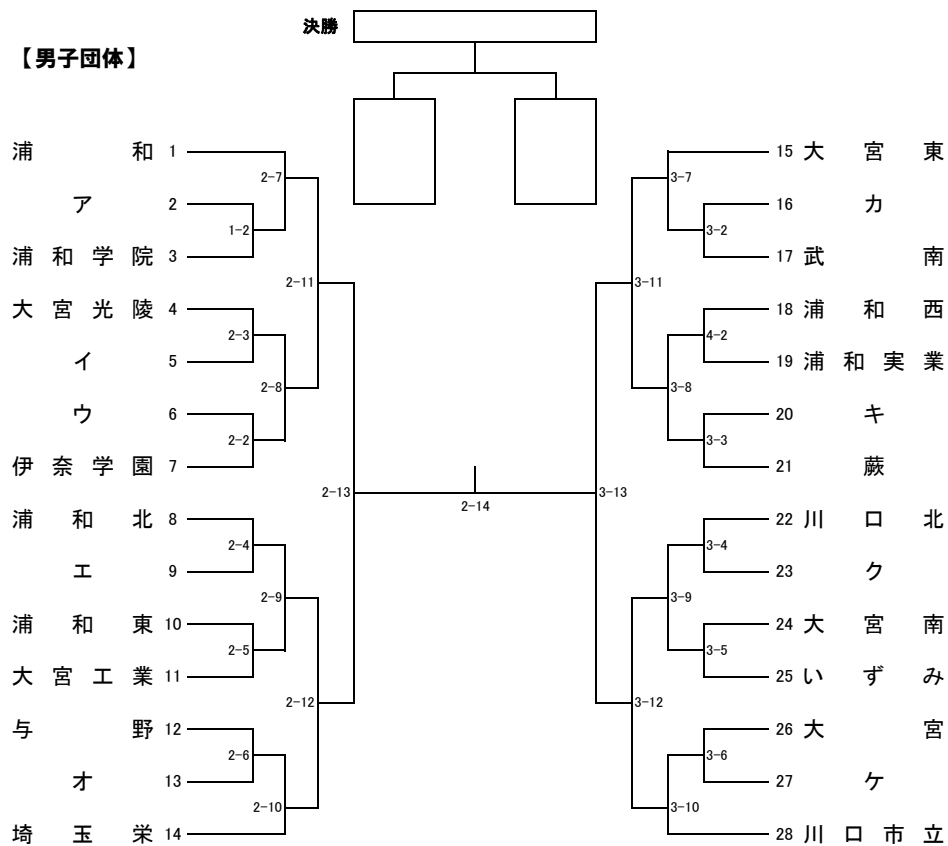 決勝
【男子団体】
浦和 1
ア 2
浦和学院 3
大宮光陵 4
イ 5
ウ 6
伊奈学園 7
浦和北 8
エ 9
浦和東 10
大宮工業 11
与野 12
オ 13
埼玉栄 14
2-7
1-2
2-11
2-3
2-8
2-2
2-13
2-4
2-9
2-5
2-12
2-6
2-10
2-14
3-7
3-2
3-11
4-2
3-8
3-3
3-13
3-4
3-9
3-5
3-12
3-6
3-10
15 大宮東
16 カ
17 武南
18 浦和西
19 浦和実業
20 キ
21 蕨
22 川口北
23 ク
24 大宮南
25 いずみ
26 大宮
27 ケ
28 川口市立